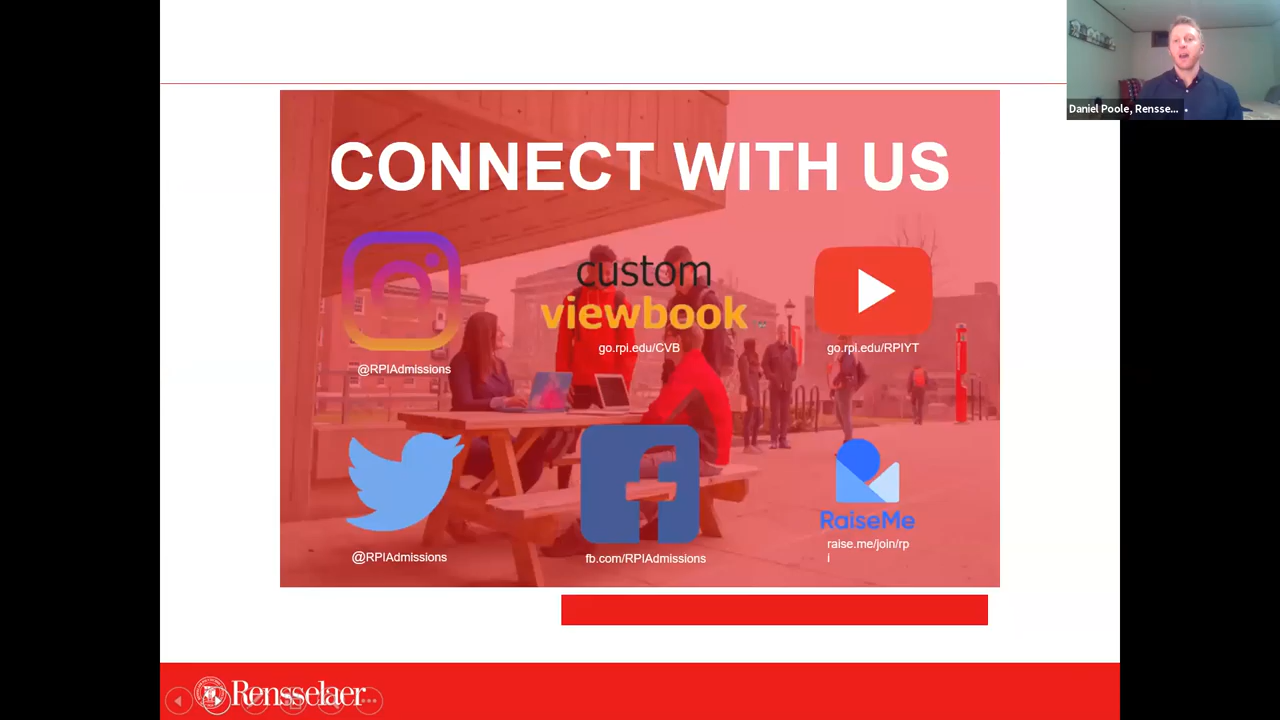 Daniel Poole, Rensse...
CONNECT WITH US
custom
viewbook
go.rpi.edu/CVB
go.rpi.edu/RPIYT
@RPIAdmissions
RaiseMe
raise.me/join/rp
i
@RPIAdmissions
fb.com/RPIAdmissions
Rensselaer